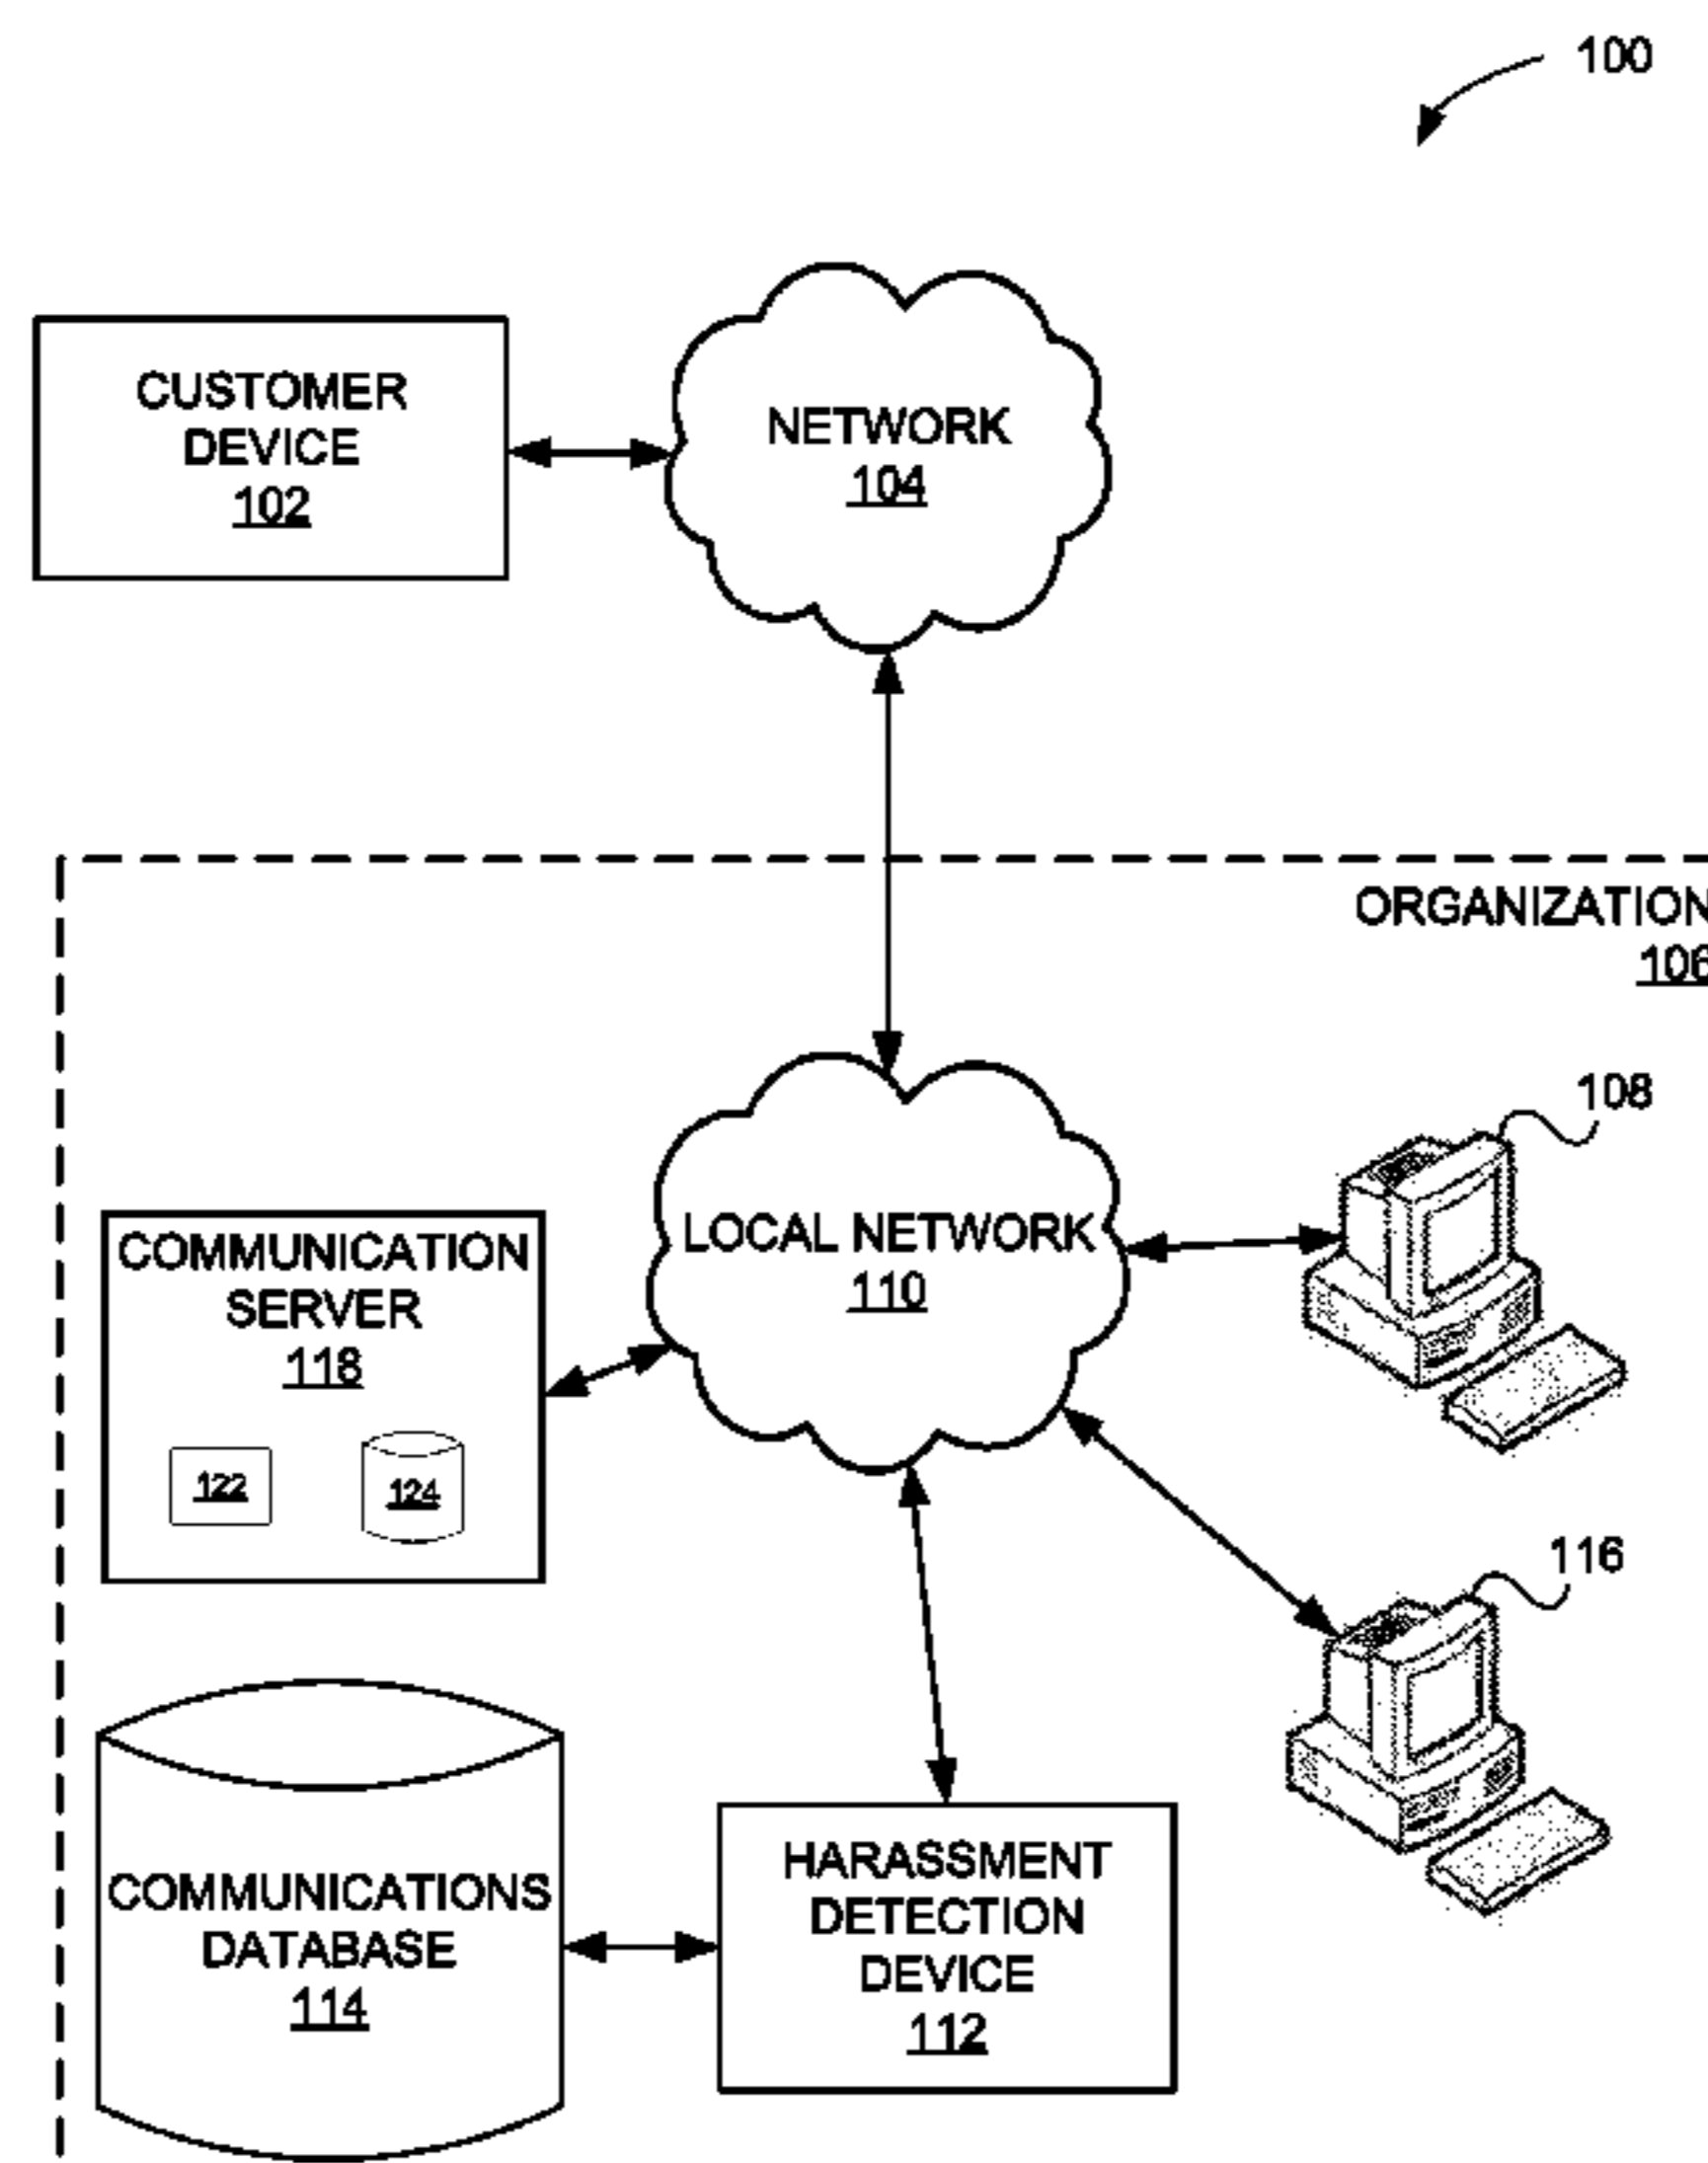 100
CUSTOMER
DEVICE
102
NETWORK
104
ORGANIZATION
106
108
LOCAL NETWORK
110
COMMUNICATION
SERVER
118
122
124
116
COMMUNICATIONS
DATABASE
114
HARASSMENT
DETECTION
DEVICE
112